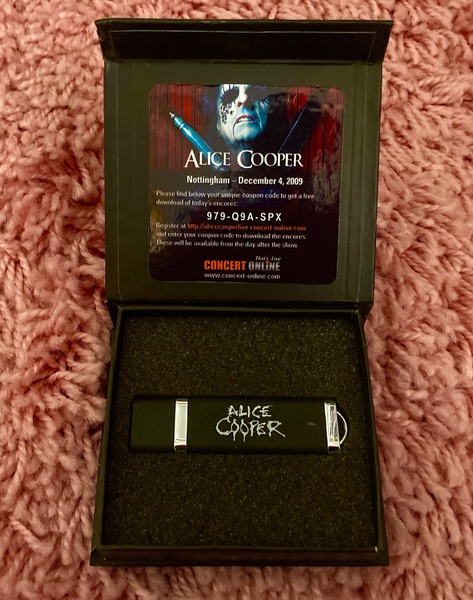 ALICE COOPER
Nottingham – December 4, 2009
Please find below your unique coupon code to get a free
download of today's encores:
979-Q9A-SPX
Register at http://alicecooperlive.concert-online.com
and enter your coupon code to download the encores.
These will be available from the day after the show.
That's Live
CONCERT ONLINE
www.concert-online.com
ALICE
COOPER